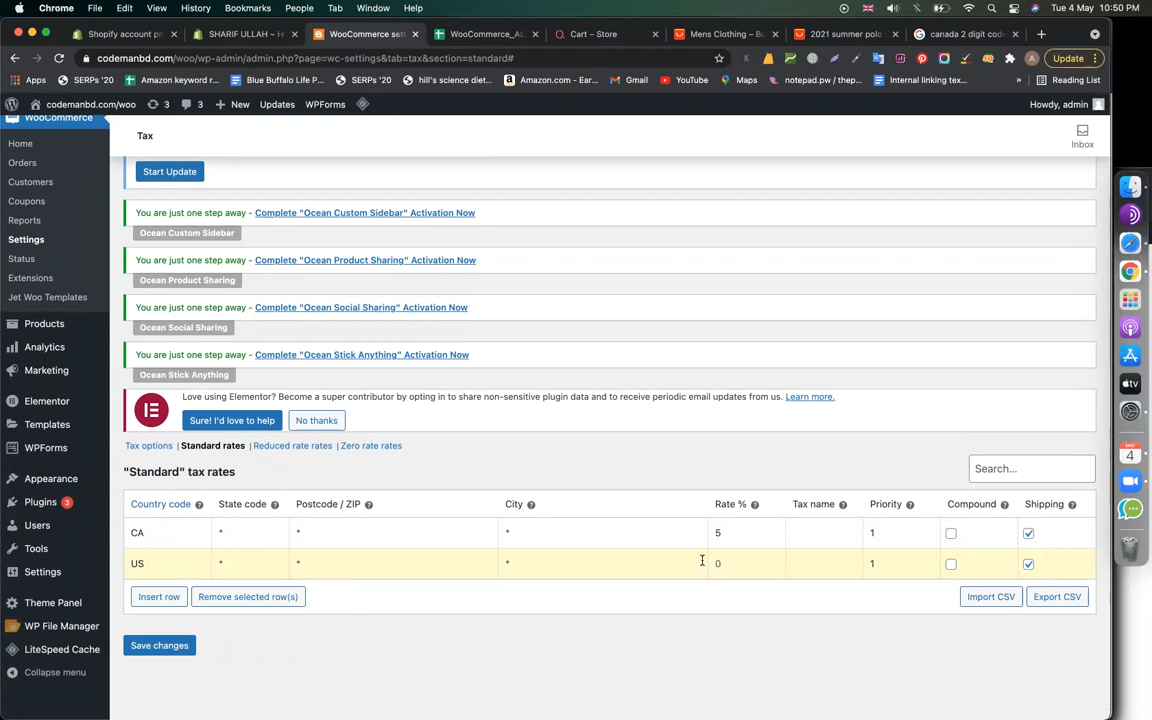 Chrome File Edit View History Bookmarks People Tab Window Help Tue 4 May 10:50 PM
Shopify account pr SHARIF ULLAH – H WooCommerce sett WooCommerce_AL Cart – Store Mens Clothing – Bu 2021 summer polo canada 2 digit cod
codemanbd.com/woo/wp-admin/admin.php?page=wc-settings&tab=tax&section=standard# Update
Apps SERPs '20 Amazon keyword r... Blue Buffalo Life P... SERPs '20 hill's science diet... Amazon.com - Ear... Gmail YouTube Maps notepad.pw / thep... Internal linking tex... » Reading List
codemanbd.com/woo 3 3 New Updates WPForms Howdy, admin
WooCommerce
Home
Orders
Customers
Coupons
Reports
Settings
Status
Extensions
Jet Woo Templates
Products
Analytics
Marketing
Elementor
Templates
WPForms
Appearance
Plugins 3
Users
Tools
Settings
Theme Panel
WP File Manager
LiteSpeed Cache
Collapse menu
Tax
Inbox
Start Update
You are just one step away - Complete "Ocean Custom Sidebar" Activation Now
Ocean Custom Sidebar
You are just one step away - Complete "Ocean Product Sharing" Activation Now
Ocean Product Sharing
You are just one step away - Complete "Ocean Social Sharing" Activation Now
Ocean Social Sharing
You are just one step away - Complete "Ocean Stick Anything" Activation Now
Ocean Stick Anything
Love using Elementor? Become a super contributor by opting in to share non-sensitive plugin data and to receive periodic email updates from us. Learn more.
Sure! I'd love to help No thanks
Tax options | Standard rates | Reduced rate rates | Zero rate rates
"Standard" tax rates Search...
Country code State code Postcode / ZIP City Rate % Tax name Priority Compound Shipping
CA * * * 5 1
US * * * 0 1
Insert row Remove selected row(s) Import CSV Export CSV
Save changes
MAY
4
tv